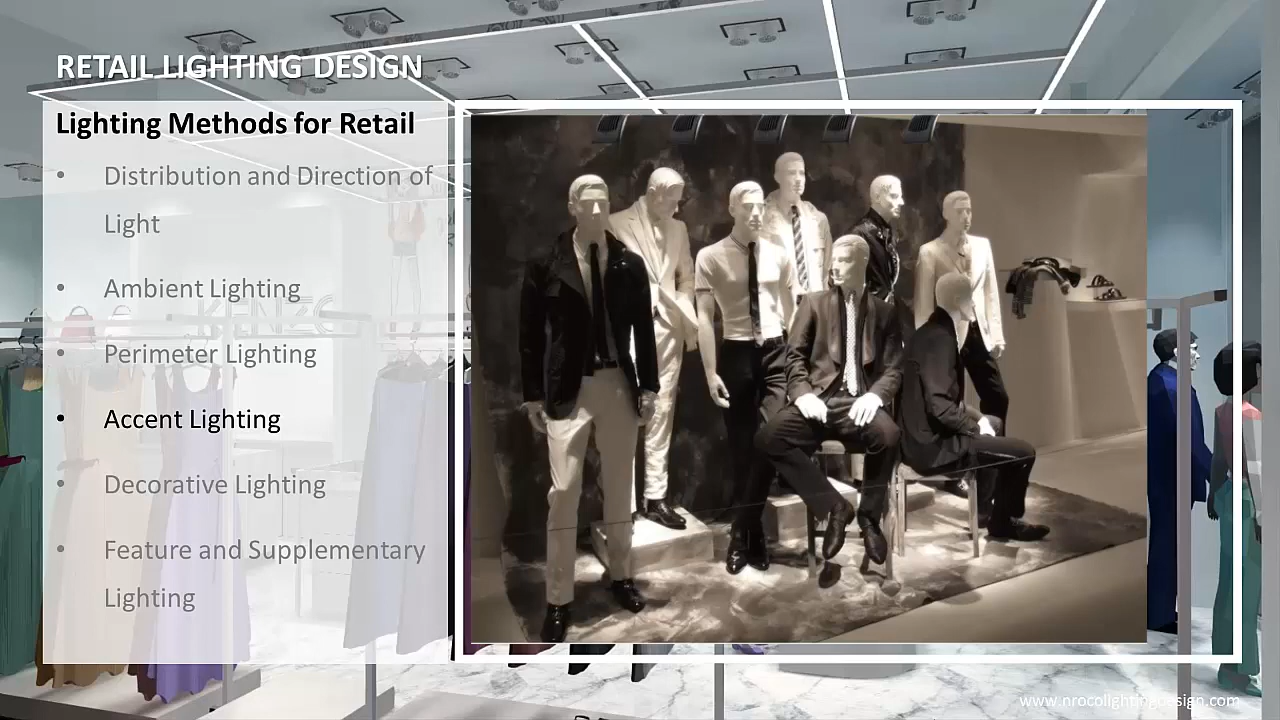 RETAIL LIGHTING DESIGN
Lighting Methods for Retail
• Distribution and Direction of
Light
• Ambient Lighting
• Perimeter Lighting
• Accent Lighting
• Decorative Lighting
• Feature and Supplementary
Lighting
KENZO
www.nrocolightingdesign.com